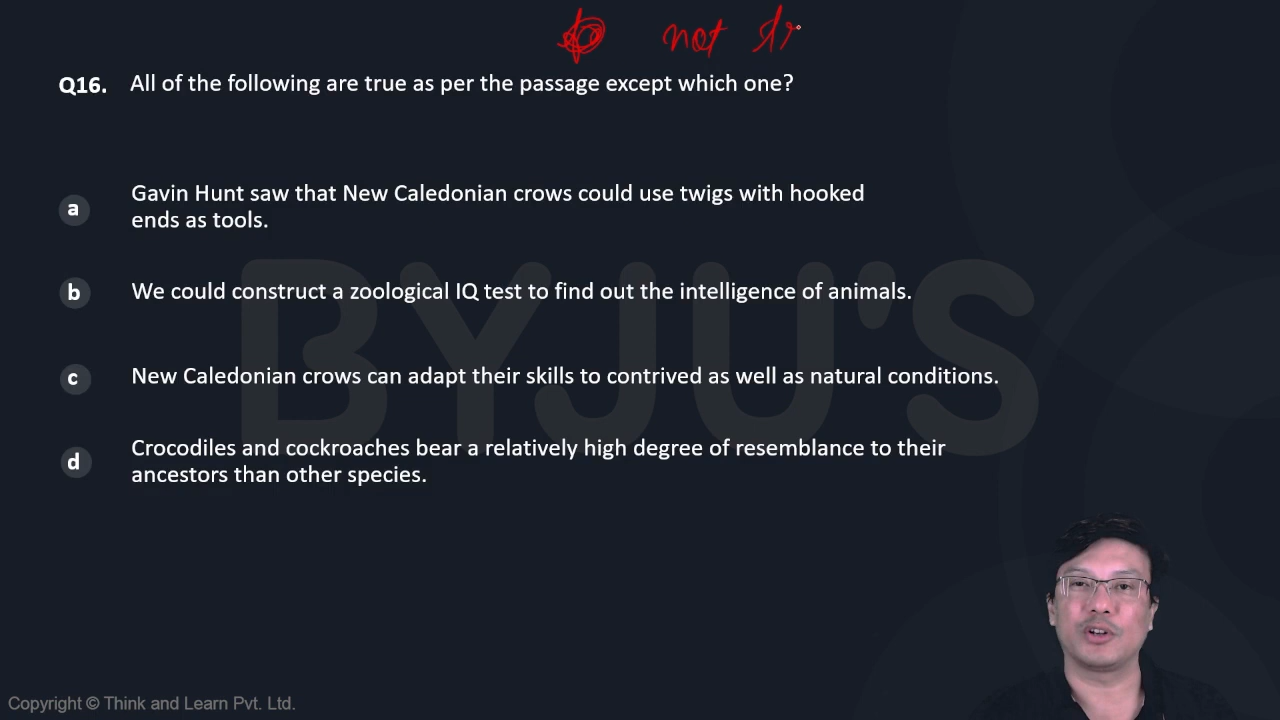 not
Q16. All of the following are true as per the passage except which one?
a Gavin Hunt saw that New Caledonian crows could use twigs with hooked
ends as tools.
b We could construct a zoological IQ test to find out the intelligence of animals.
c New Caledonian crows can adapt their skills to contrived as well as natural conditions.
d Crocodiles and cockroaches bear a relatively high degree of resemblance to their
ancestors than other species.
BYJU'S
Copyright © Think and Learn Pvt. Ltd.